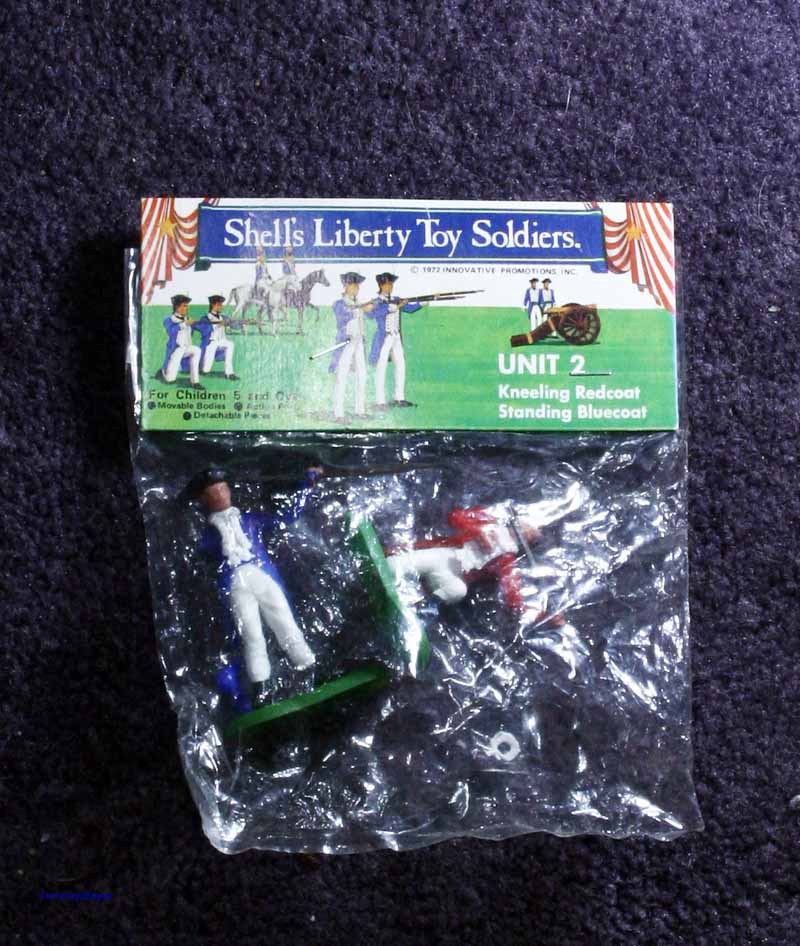 Shell's Liberty Toy Soldiers.
© 1972 INNOVATIVE PROMOTIONS, INC.
UNIT 2
Kneeling Redcoat
Standing Bluecoat
For Children 5 and
Movable Bodies
Detachable